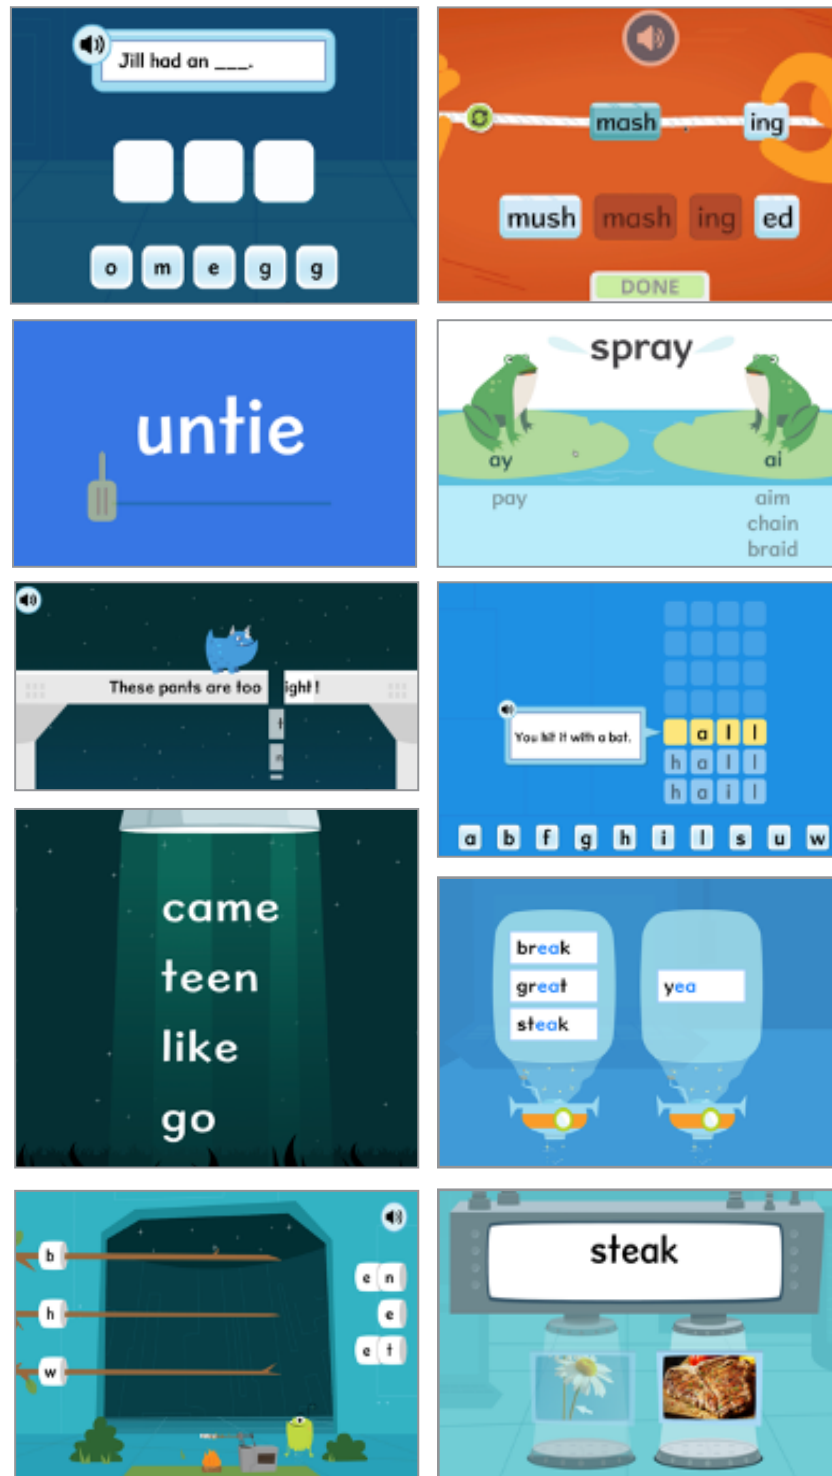 Jill had an ___.
o m e g g
mash ing
mush mash ing ed
DONE
untie
spray
ay ai
pay aim
chain
braid
These pants are too ight!
t
n
You hit it with a bat.
a l l
h a l l
h a i l
a b f g h i l s u w
came
teen
like
go
break
great
steak
yea
b
h
w
e n
e
e t
steak